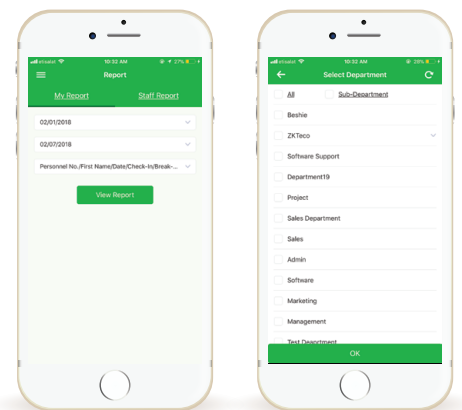 etisalat 10:32 AM 27%
Report
My Report Staff Report
02/01/2018
02/07/2018
Personnel No./First Name/Date/Check-In/Break-...
View Report
etisalat 10:32 AM 28%
Select Department
All Sub-Department
Beshie
ZKTeco
Software Support
Department19
Project
Sales Department
Sales
Admin
Software
Marketing
Management
Test Department
OK